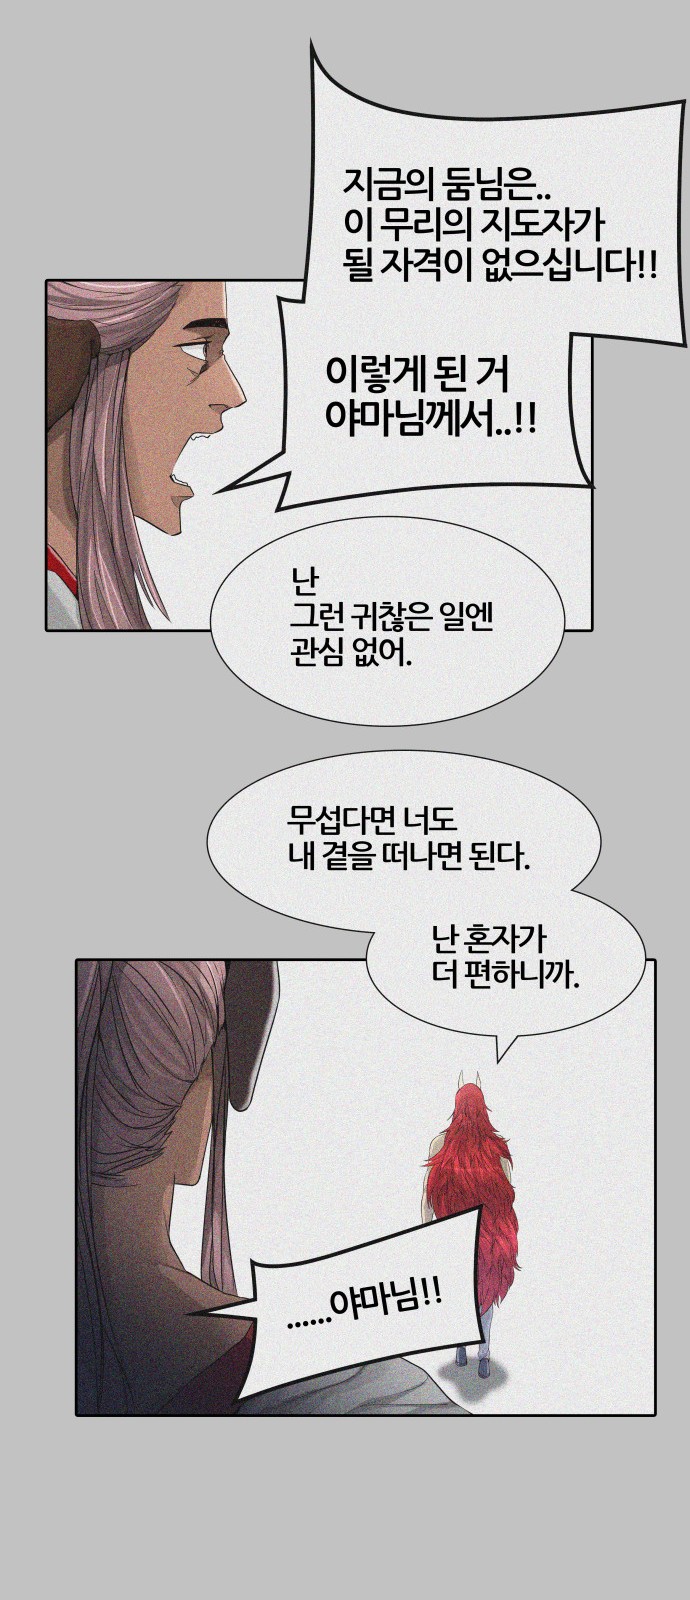 지금의 둠님은..
이 무리의 지도자가
될 자격이 없으십니다!!
이렇게 된 거
야마님께서..!!
난
그런 귀찮은 일엔
관심 없어.
무섭다면 너도
내 곁을 떠나면 된다.
난 혼자가
더 편하니까.
......야마님!!